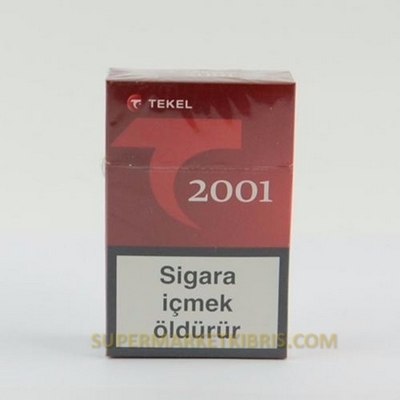 TEKEL
2001
Sigara
içmek
öldürür
SUPERMARKETKIBRIS.COM